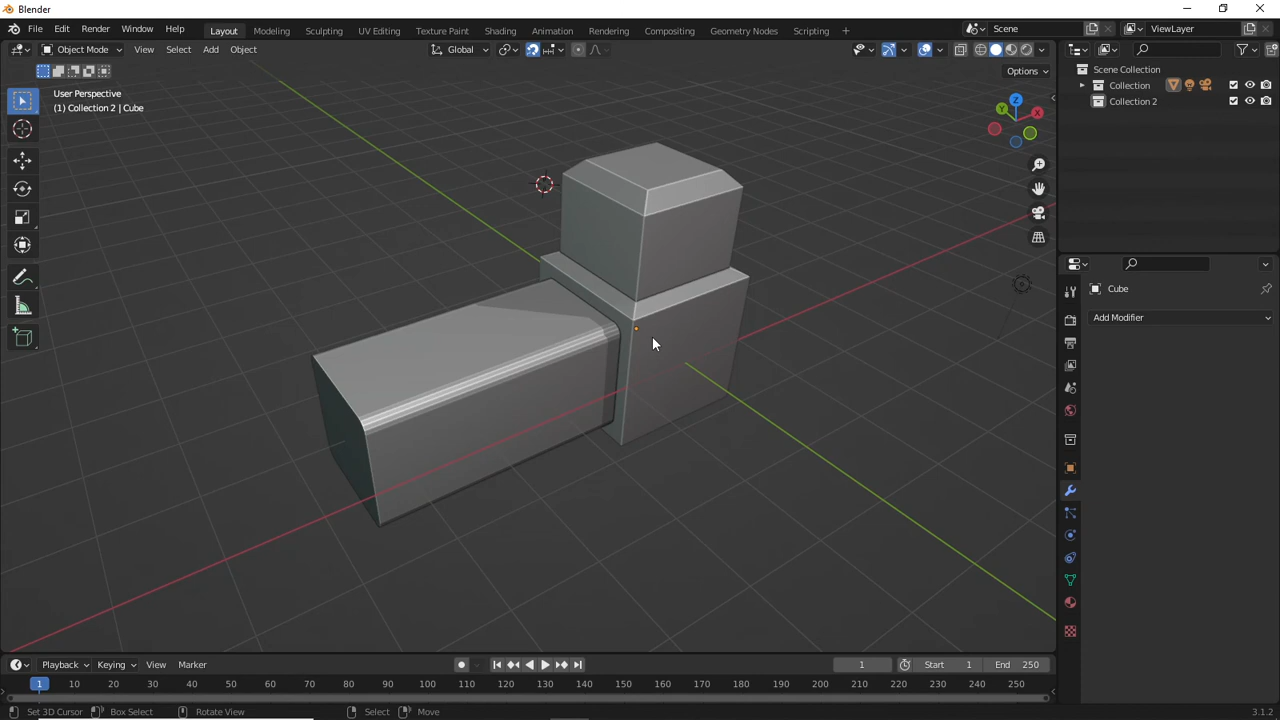 Blender
File Edit Render Window Help Layout Modeling Sculpting UV Editing Texture Paint Shading Animation Rendering Compositing Geometry Nodes Scripting Scene ViewLayer
Object Mode View Select Add Object Global
Options
User Perspective
(1) Collection 2 | Cube
Z
Y
X
Scene Collection
Collection
Collection 2
Cube
Add Modifier
Playback Keying View Marker 1 Start 1 End 250
1 10 20 30 40 50 60 70 80 90 100 110 120 130 140 150 160 170 180 190 200 210 220 230 240 250
Set 3D Cursor Box Select Rotate View Select Move 3.1.2